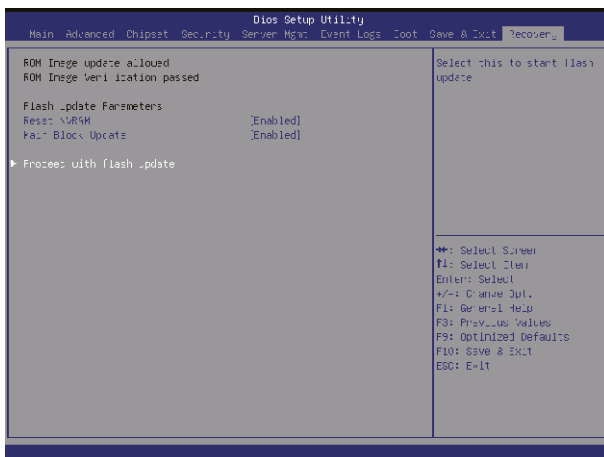 Bios Setup Utility
Main Advanced Chipset Security Server Mgmt Event Logs Boot Save & Exit Recovery
ROM Image update allowed
ROM Image Verification passed
Flash Update Parameters
Reset NVRAM [Enabled]
Main Block Update [Enabled]
► Proceed with flash update
Select this to start flash
update
↔: Select Screen
↑↓: Select Item
Enter: Select
+/-: Change Opt.
F1: General Help
F3: Previous Values
F9: Optimized Defaults
F10: Save & Exit
ESC: Exit